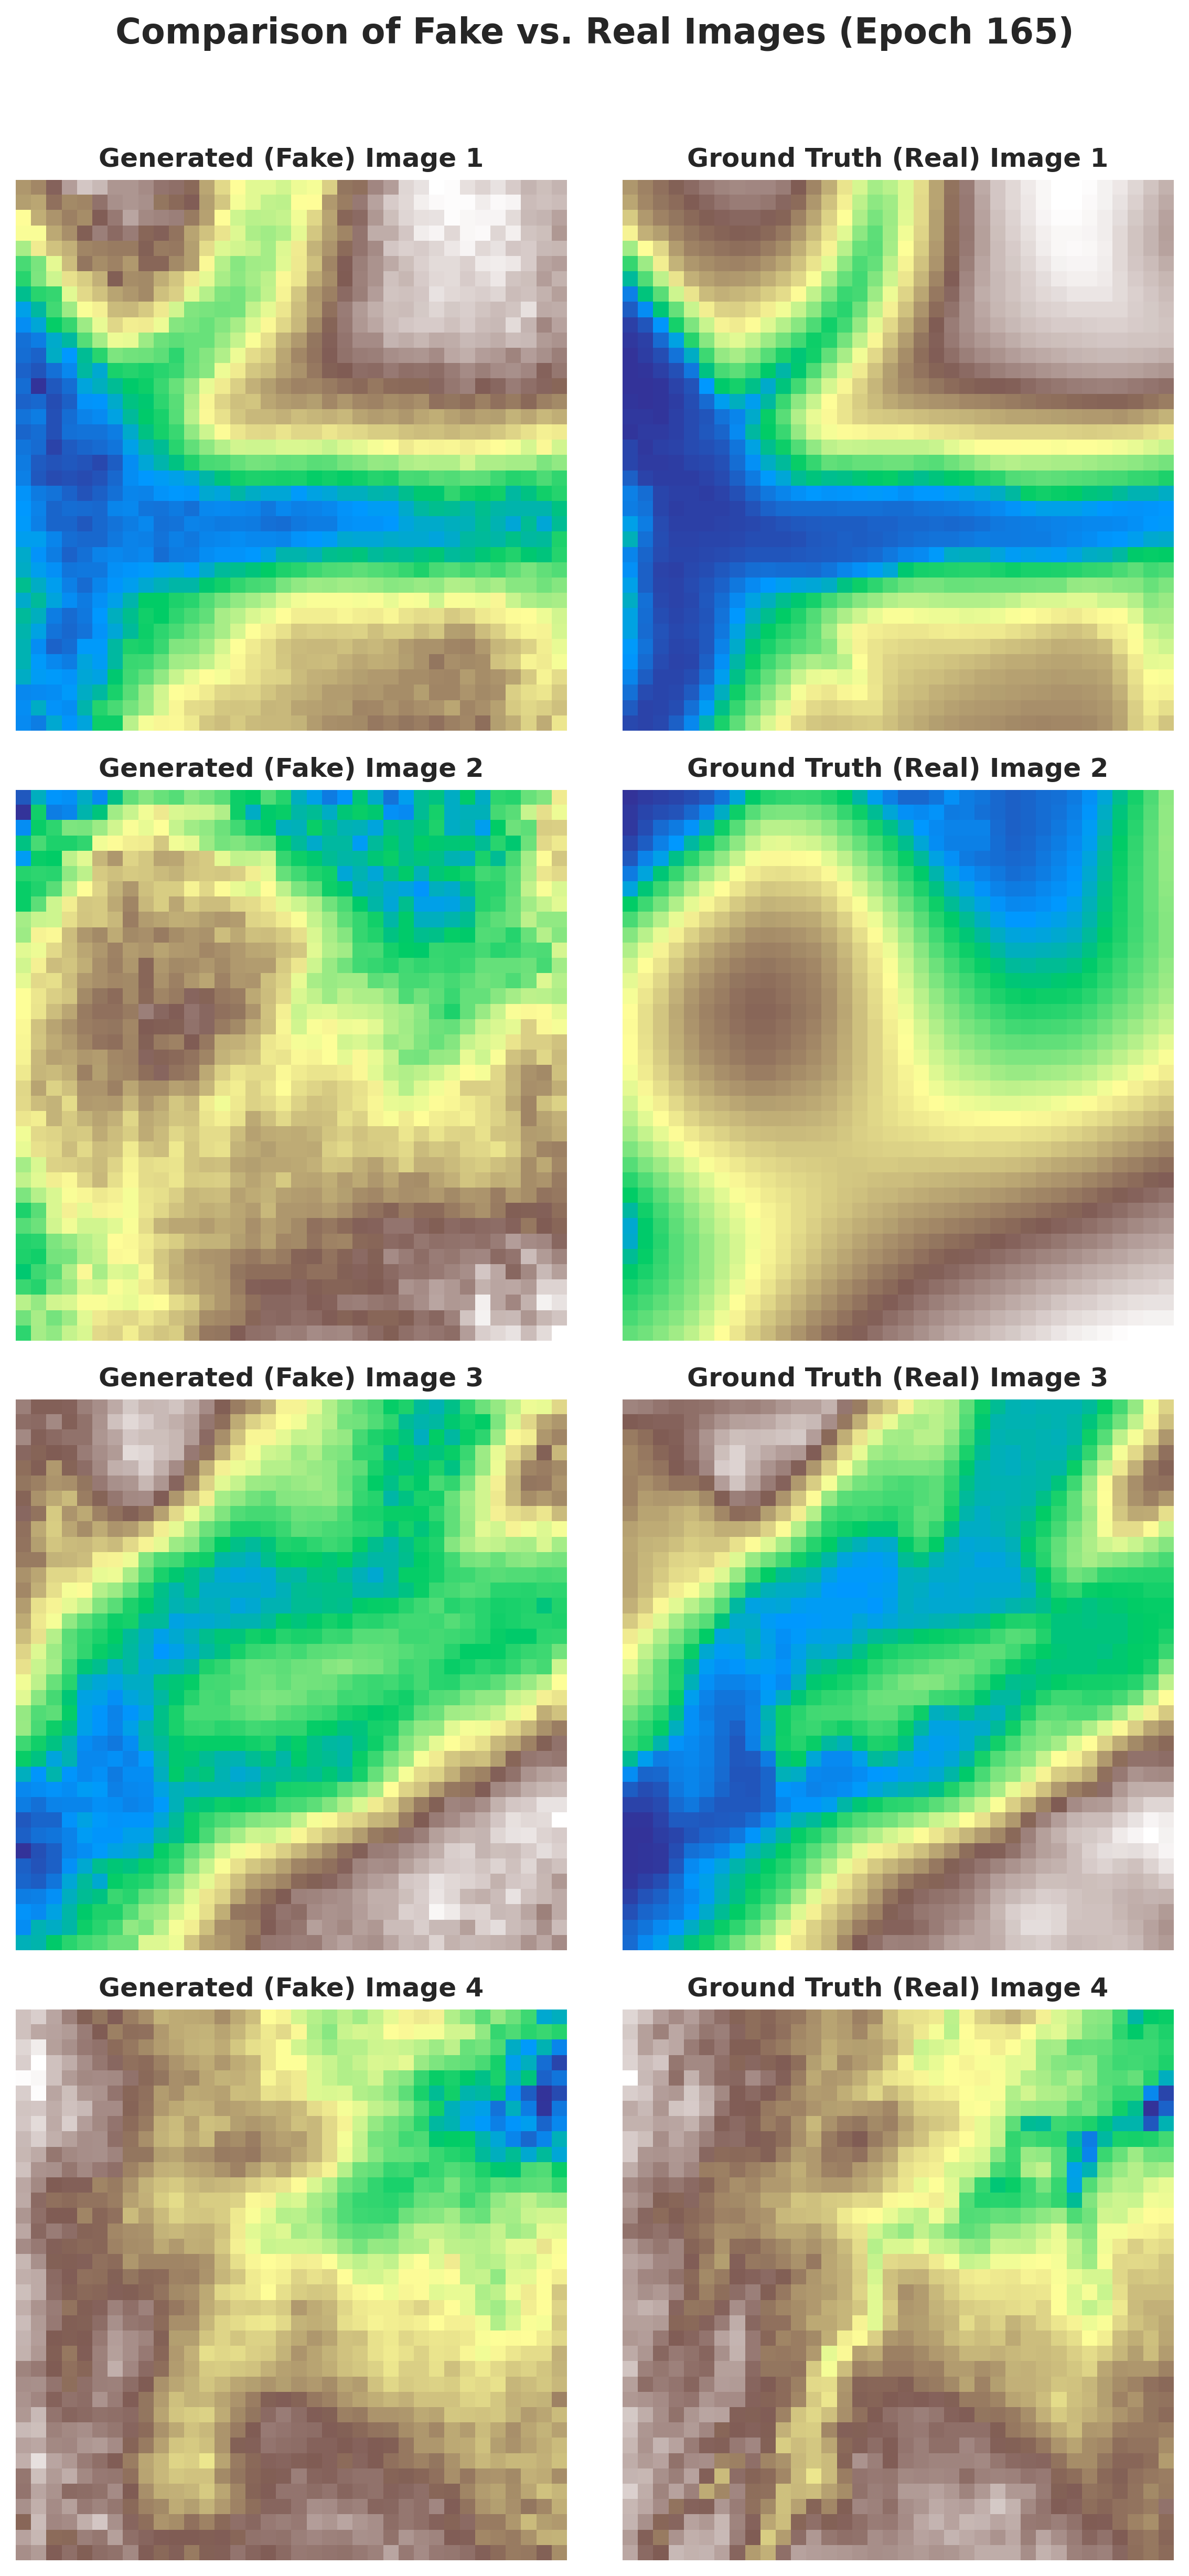 Comparison of Fake vs. Real Images (Epoch 165)
Generated (Fake) Image 1
Ground Truth (Real) Image 1
Generated (Fake) Image 2
Ground Truth (Real) Image 2
Generated (Fake) Image 3
Ground Truth (Real) Image 3
Generated (Fake) Image 4
Ground Truth (Real) Image 4